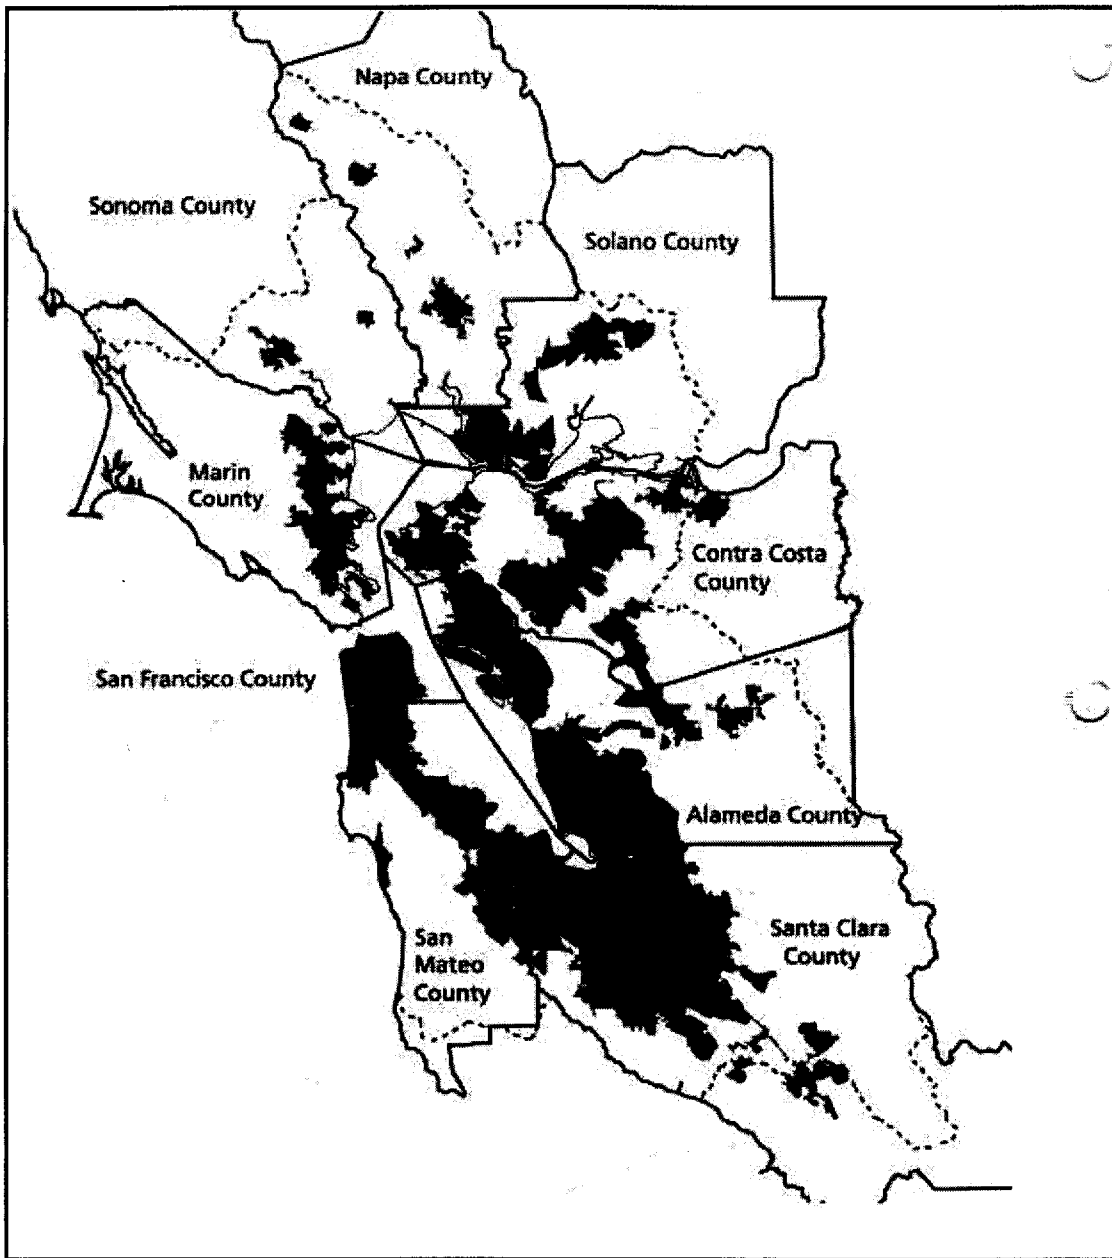 Napa County
Sonoma County
Solano County
Marin
County
Contra Costa
County
San Francisco County
Alameda County
Santa Clara
County
San
Mateo
County